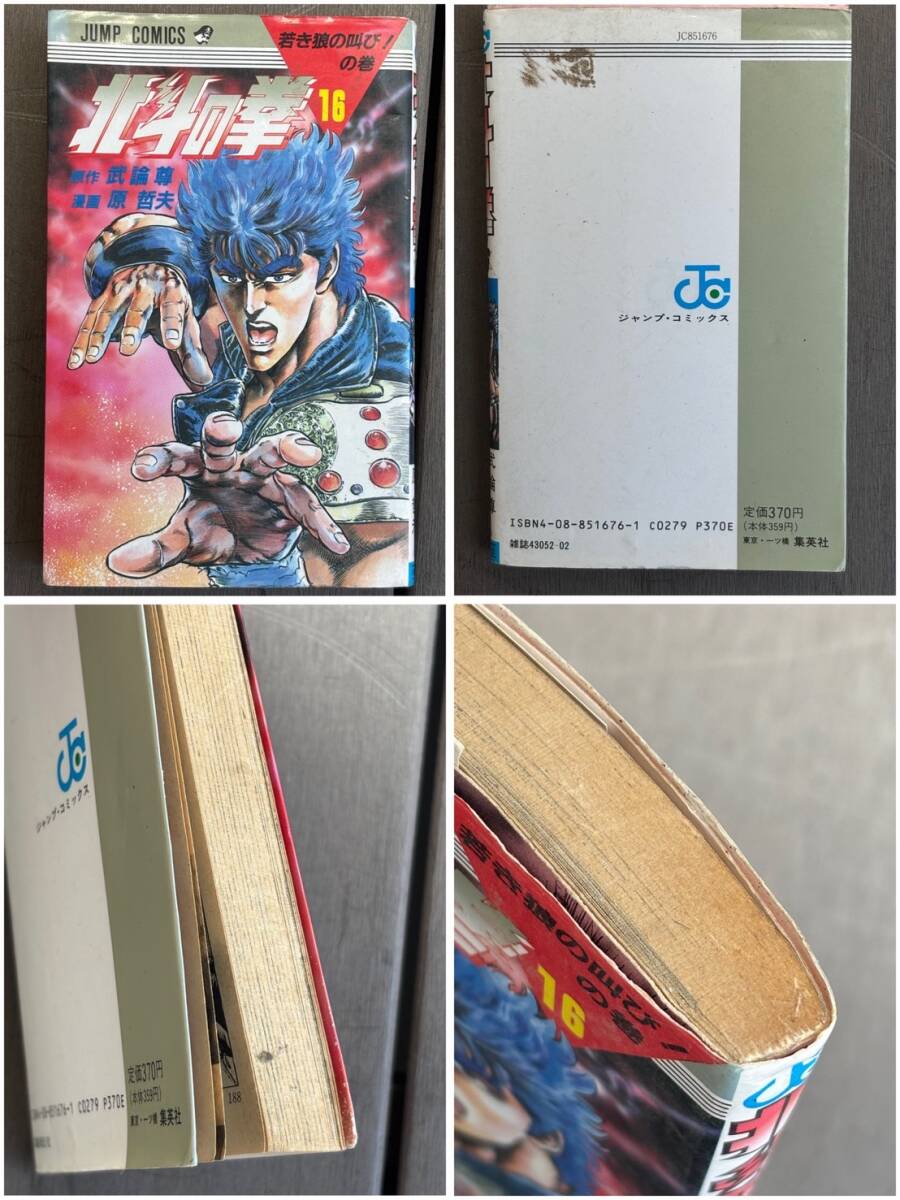 JUMP COMICS
若き狼の叫び!
の巻
北斗の拳
16
原作 武論尊
漫画 原哲夫
JC851676
JC
ジャンプ・コミックス
ISBN4-08-851676-1 C0279 P370E
雑誌43052-02
定価370円
(本体359円)
東京・一ツ橋 集英社
JC
ジャンプ・コミックス
定価370円
(本体359円)
東京・一ツ橋 集英社
851676-1 C0279 P370E
188
若き狼の叫び!
の巻
16